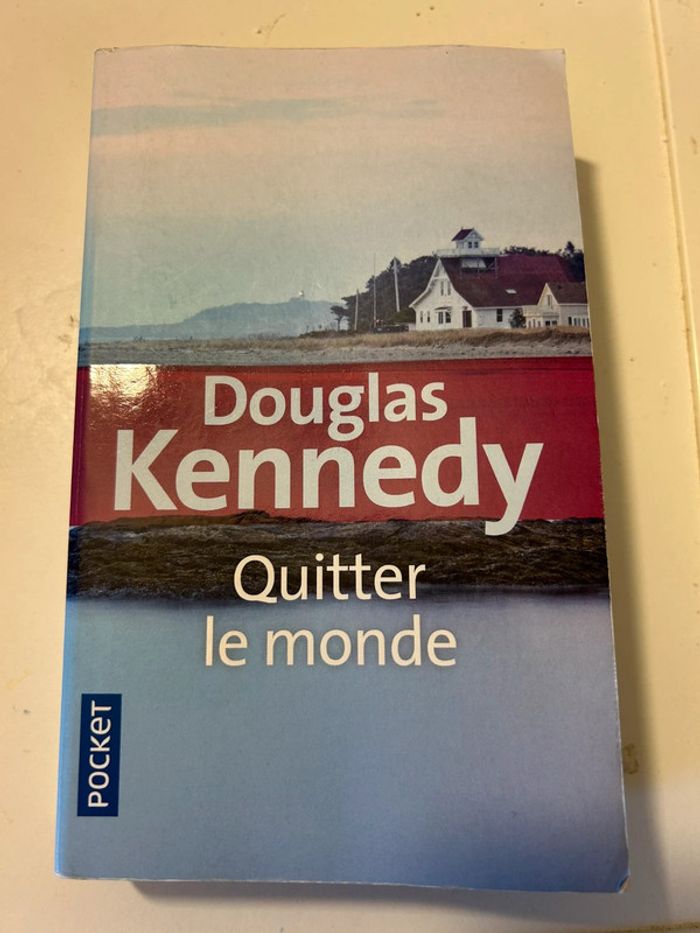 Douglas
Kennedy
Quitter
le monde
POCKET